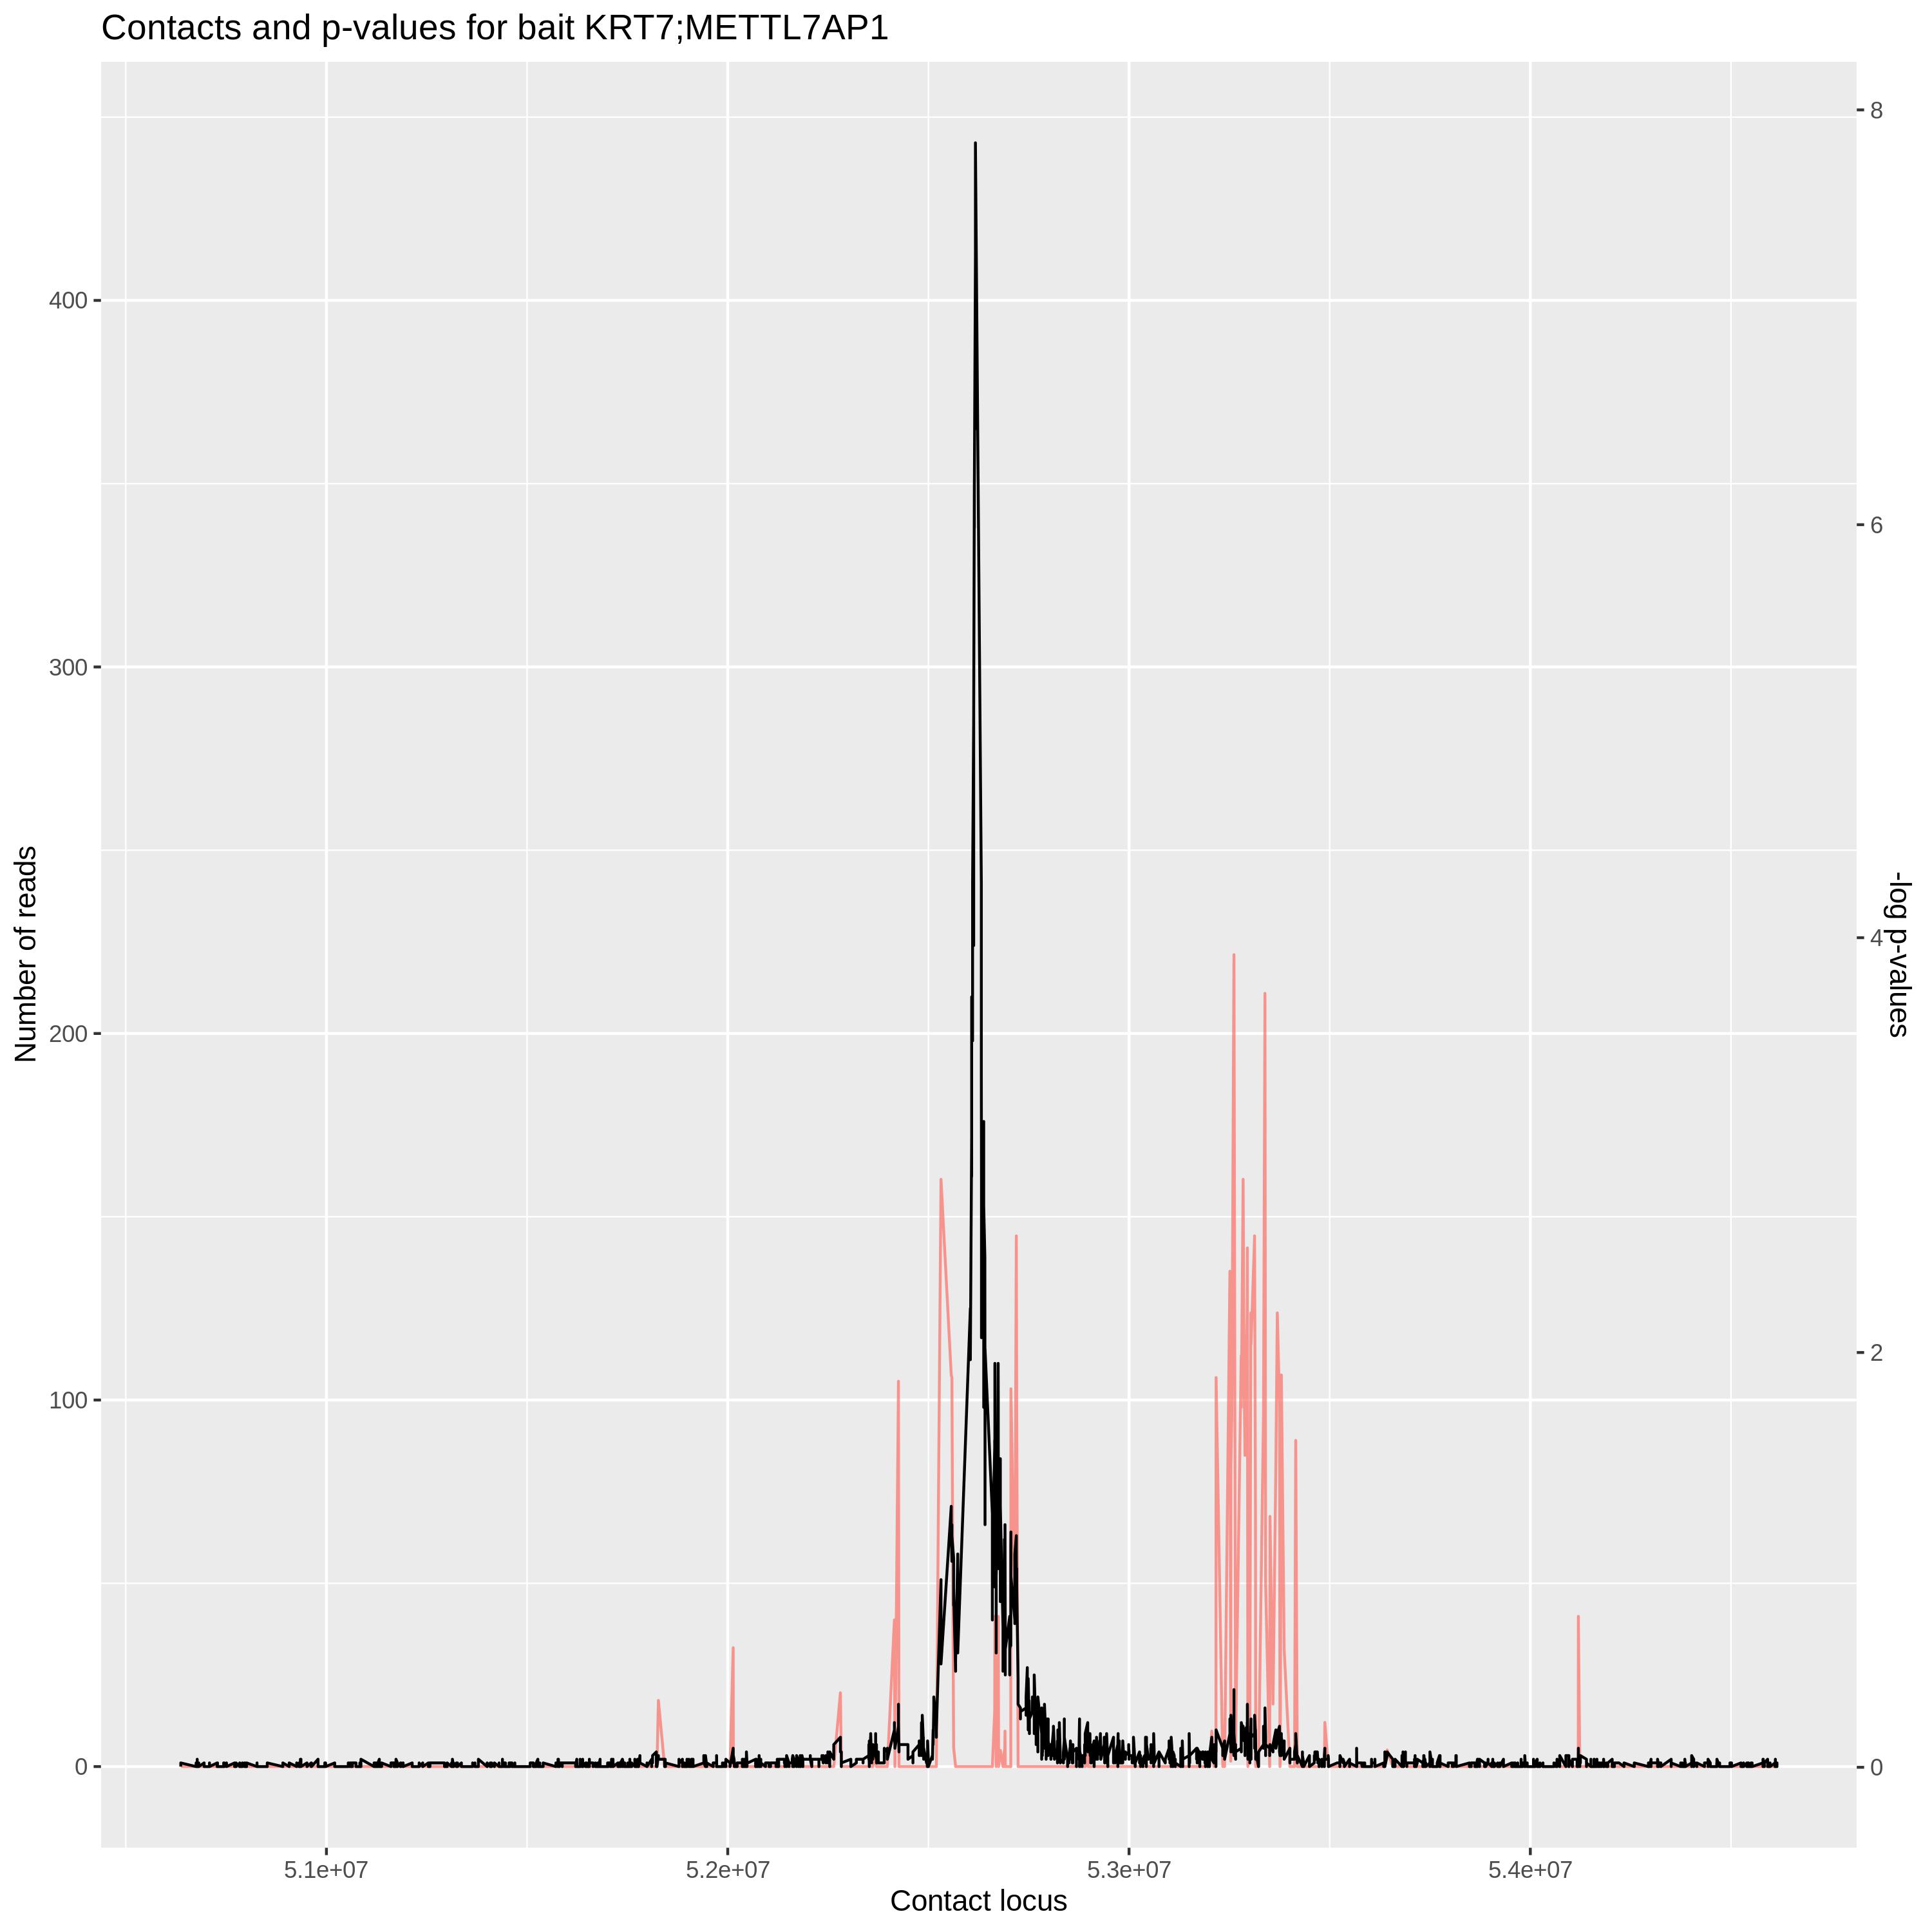 Contacts and p-values for bait KRT7;METTL7AP1
8
400
6
300
Number of reads
-log p-values
4
200
2
100
0
0
5.1e+07 5.2e+07 5.3e+07 5.4e+07
Contact locus